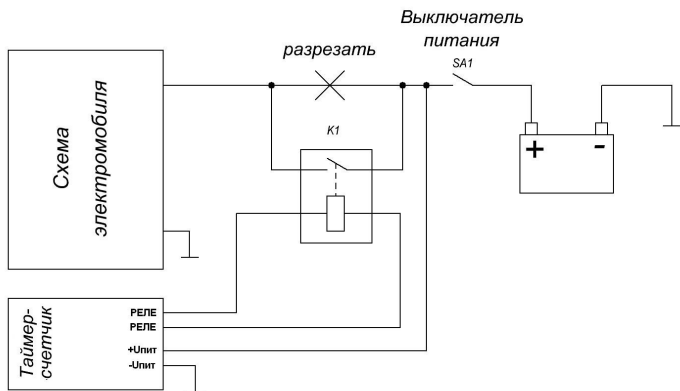 Выключатель
питания
разрезать
SA1
K1
+
-
Схема
электромобиля
Таймер-
счетчик
РЕЛЕ
РЕЛЕ
+Uпит
-Uпит